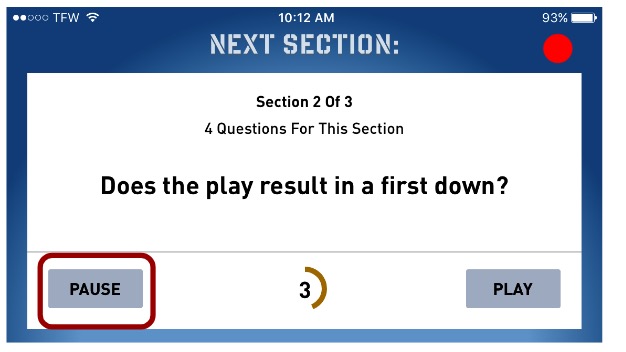 TFW 10:12 AM 93%
NEXT SECTION:
Section 2 Of 3
4 Questions For This Section
Does the play result in a first down?
PAUSE 3 PLAY